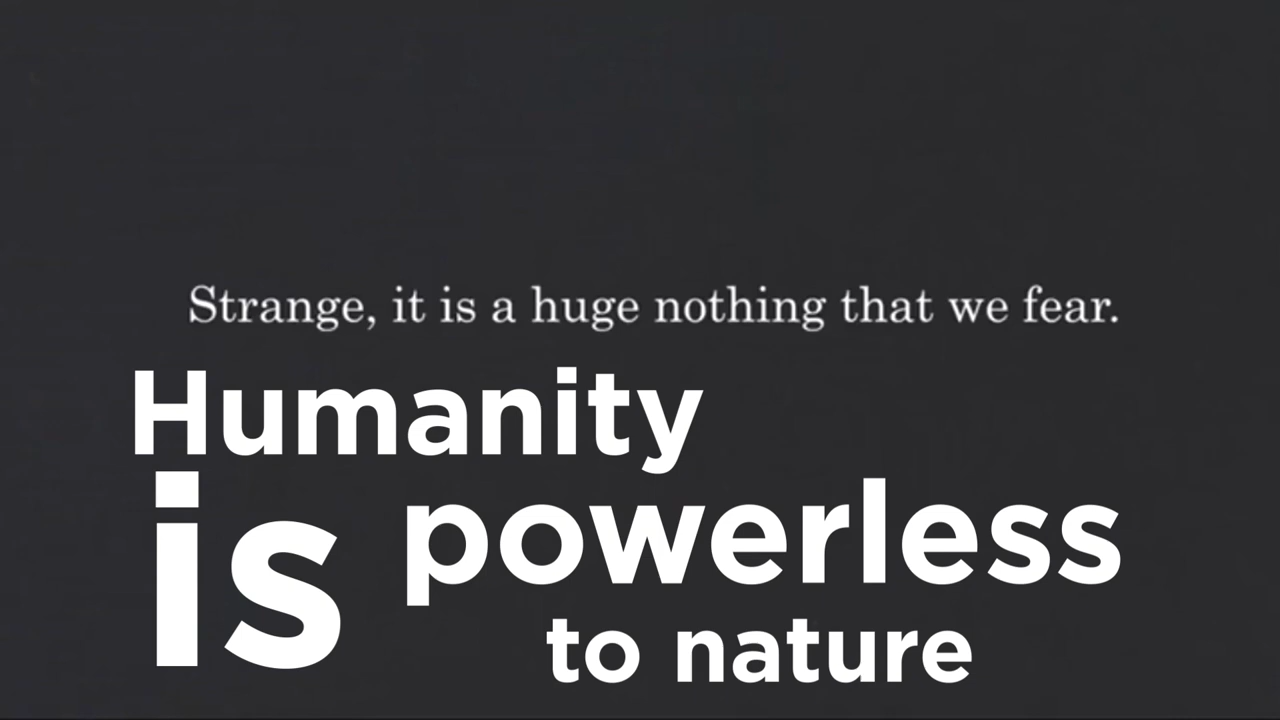 Strange, it is a huge nothing that we fear.
Humanity
is powerless
to nature